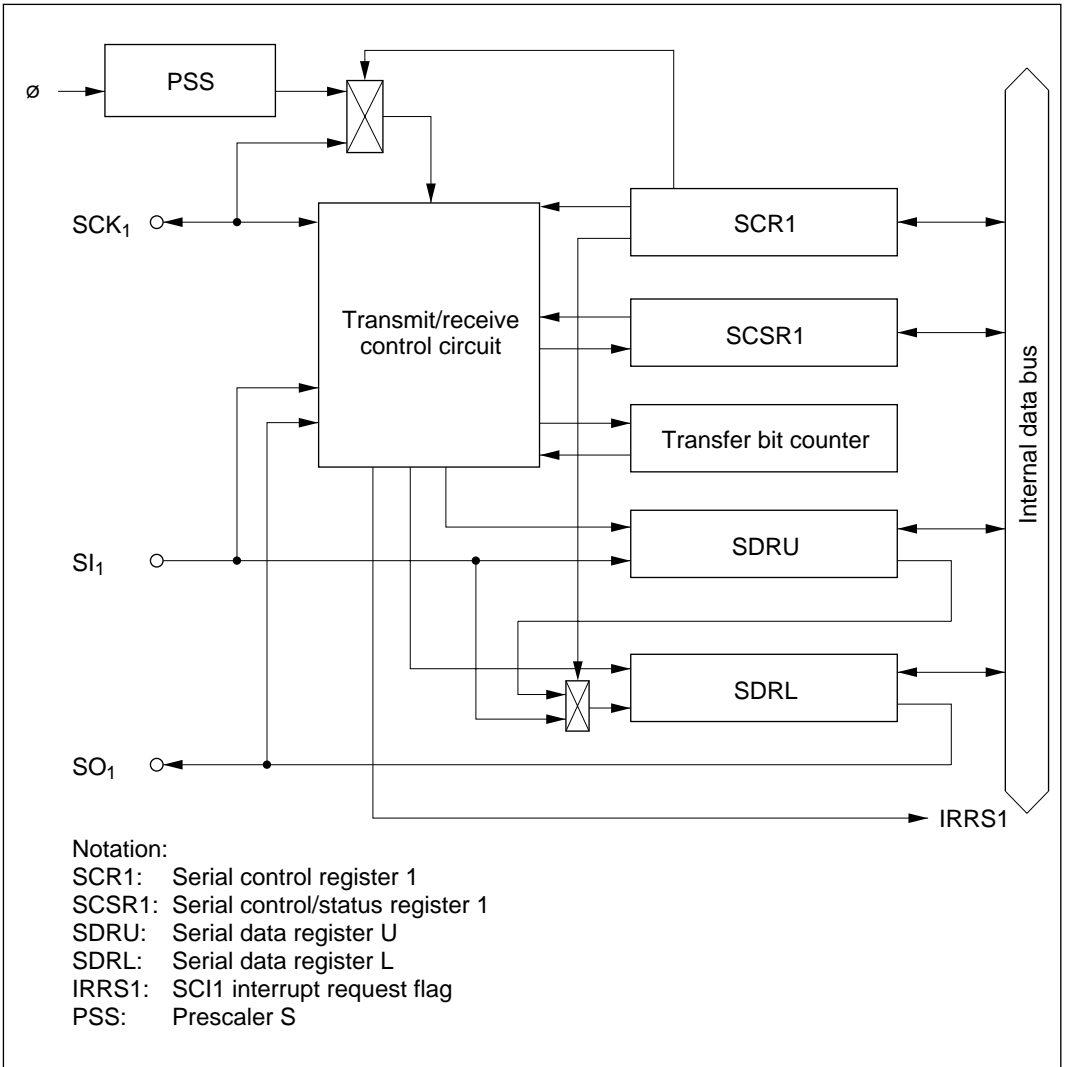 PSS
ø
SCK1
SCR1
Transmit/receive
control circuit
SCSR1
Internal data bus
Transfer bit counter
SI1
SDRU
SDRL
SO1
IRRS1
Notation:
SCR1: Serial control register 1
SCSR1: Serial control/status register 1
SDRU: Serial data register U
SDRL: Serial data register L
IRRS1: SCI1 interrupt request flag
PSS: Prescaler S